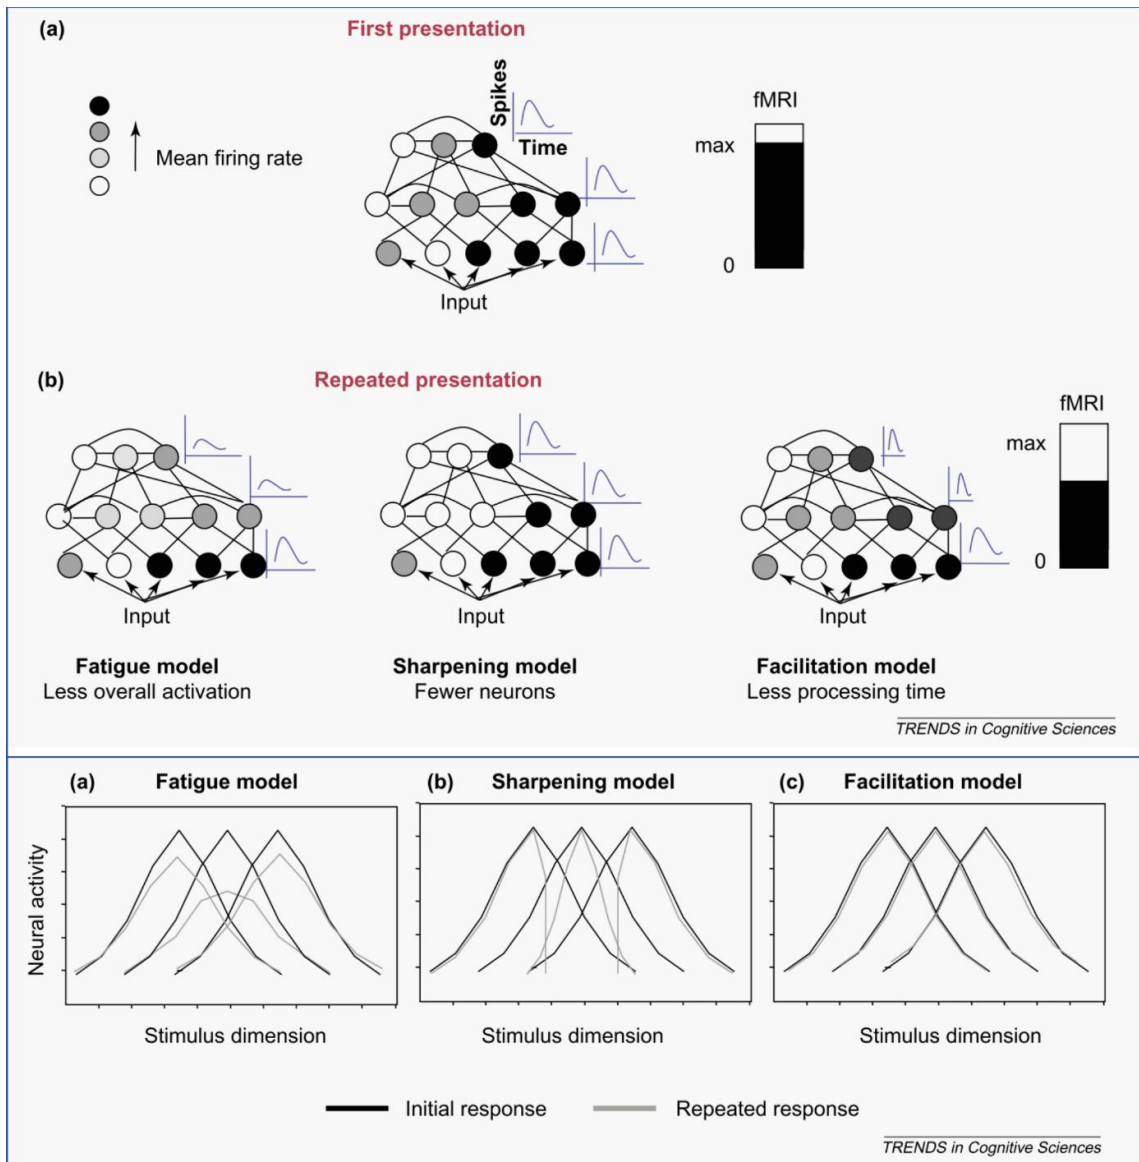 (a)
First presentation
Mean firing rate
Spikes
Time
fMRI
max
0
Input
(b)
Repeated presentation
fMRI
max
0
Input
Input
Input
Fatigue model
Less overall activation
Sharpening model
Fewer neurons
Facilitation model
Less processing time
TRENDS in Cognitive Sciences
(a) Fatigue model
(b) Sharpening model
(c) Facilitation model
Neural activity
Stimulus dimension
Stimulus dimension
Stimulus dimension
Initial response
Repeated response
TRENDS in Cognitive Sciences